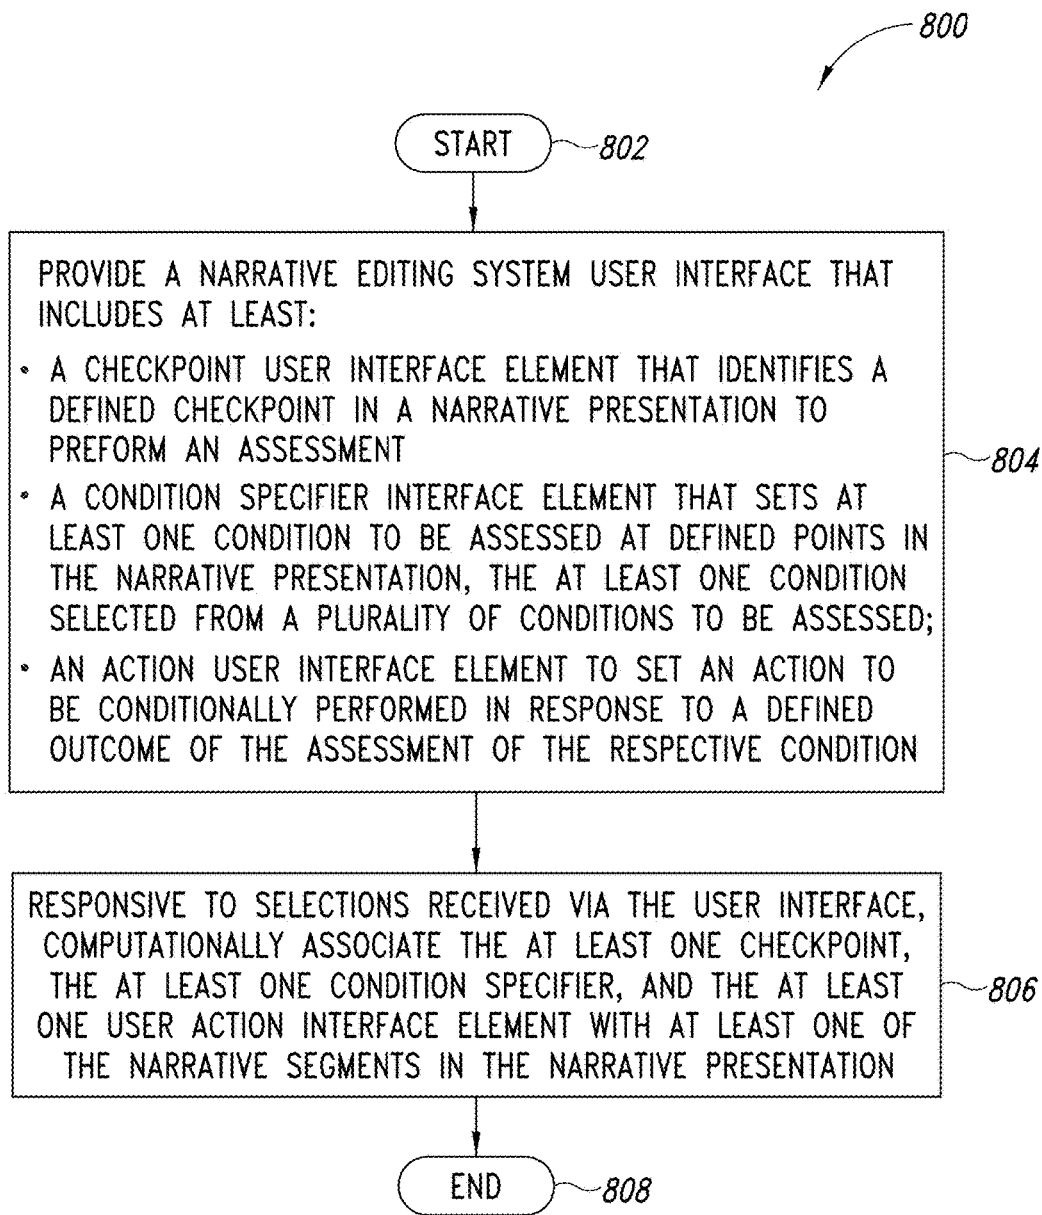 800
START
802
PROVIDE A NARRATIVE EDITING SYSTEM USER INTERFACE THAT
INCLUDES AT LEAST:
• A CHECKPOINT USER INTERFACE ELEMENT THAT IDENTIFIES A
DEFINED CHECKPOINT IN A NARRATIVE PRESENTATION TO
PREFORM AN ASSESSMENT
804
• A CONDITION SPECIFIER INTERFACE ELEMENT THAT SETS AT
LEAST ONE CONDITION TO BE ASSESSED AT DEFINED POINTS IN
THE NARRATIVE PRESENTATION, THE AT LEAST ONE CONDITION
SELECTED FROM A PLURALITY OF CONDITIONS TO BE ASSESSED;
• AN ACTION USER INTERFACE ELEMENT TO SET AN ACTION TO
BE CONDITIONALLY PERFORMED IN RESPONSE TO A DEFINED
OUTCOME OF THE ASSESSMENT OF THE RESPECTIVE CONDITION
RESPONSIVE TO SELECTIONS RECEIVED VIA THE USER INTERFACE,
COMPUTATIONALLY ASSOCIATE THE AT LEAST ONE CHECKPOINT,
THE AT LEAST ONE CONDITION SPECIFIER, AND THE AT LEAST
806
ONE USER ACTION INTERFACE ELEMENT WITH AT LEAST ONE OF
THE NARRATIVE SEGMENTS IN THE NARRATIVE PRESENTATION
END
808